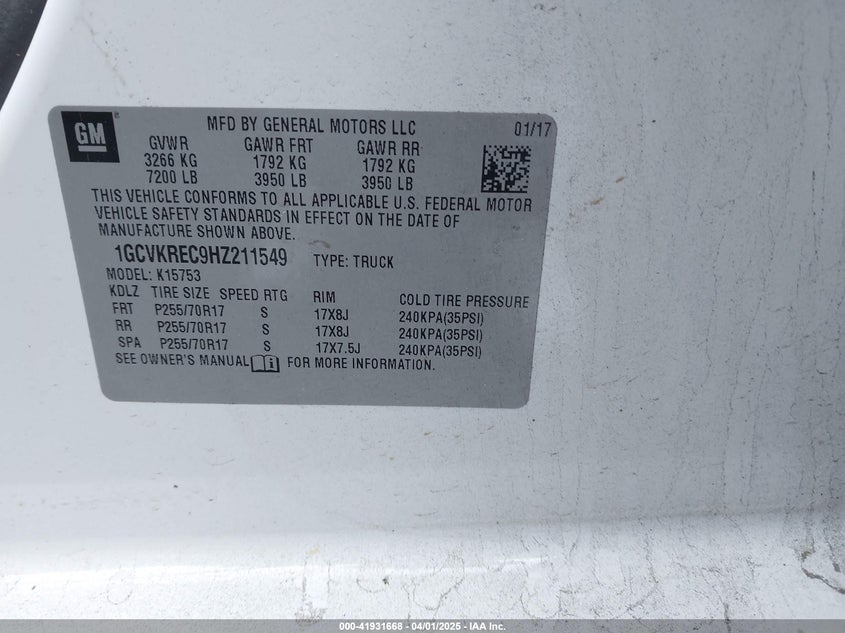 GM
MFD BY GENERAL MOTORS LLC 01/17
GVWR GAWR FRT GAWR RR
3266 KG 1792 KG 1792 KG
7200 LB 3950 LB 3950 LB
THIS VEHICLE CONFORMS TO ALL APPLICABLE U.S. FEDERAL MOTOR
VEHICLE SAFETY STANDARDS IN EFFECT ON THE DATE OF
MANUFACTURE SHOWN ABOVE.
1GCVKREC9HZ211549 TYPE: TRUCK
MODEL: K15753
KDLZ TIRE SIZE SPEED RTG RIM COLD TIRE PRESSURE
FRT P255/70R17 S 17X8J 240KPA(35PSI)
RR P255/70R17 S 17X8J 240KPA(35PSI)
SPA P255/70R17 S 17X7.5J 240KPA(35PSI)
SEE OWNER'S MANUAL FOR MORE INFORMATION.
000-41931668 - 04/01/2025 - IAA Inc.